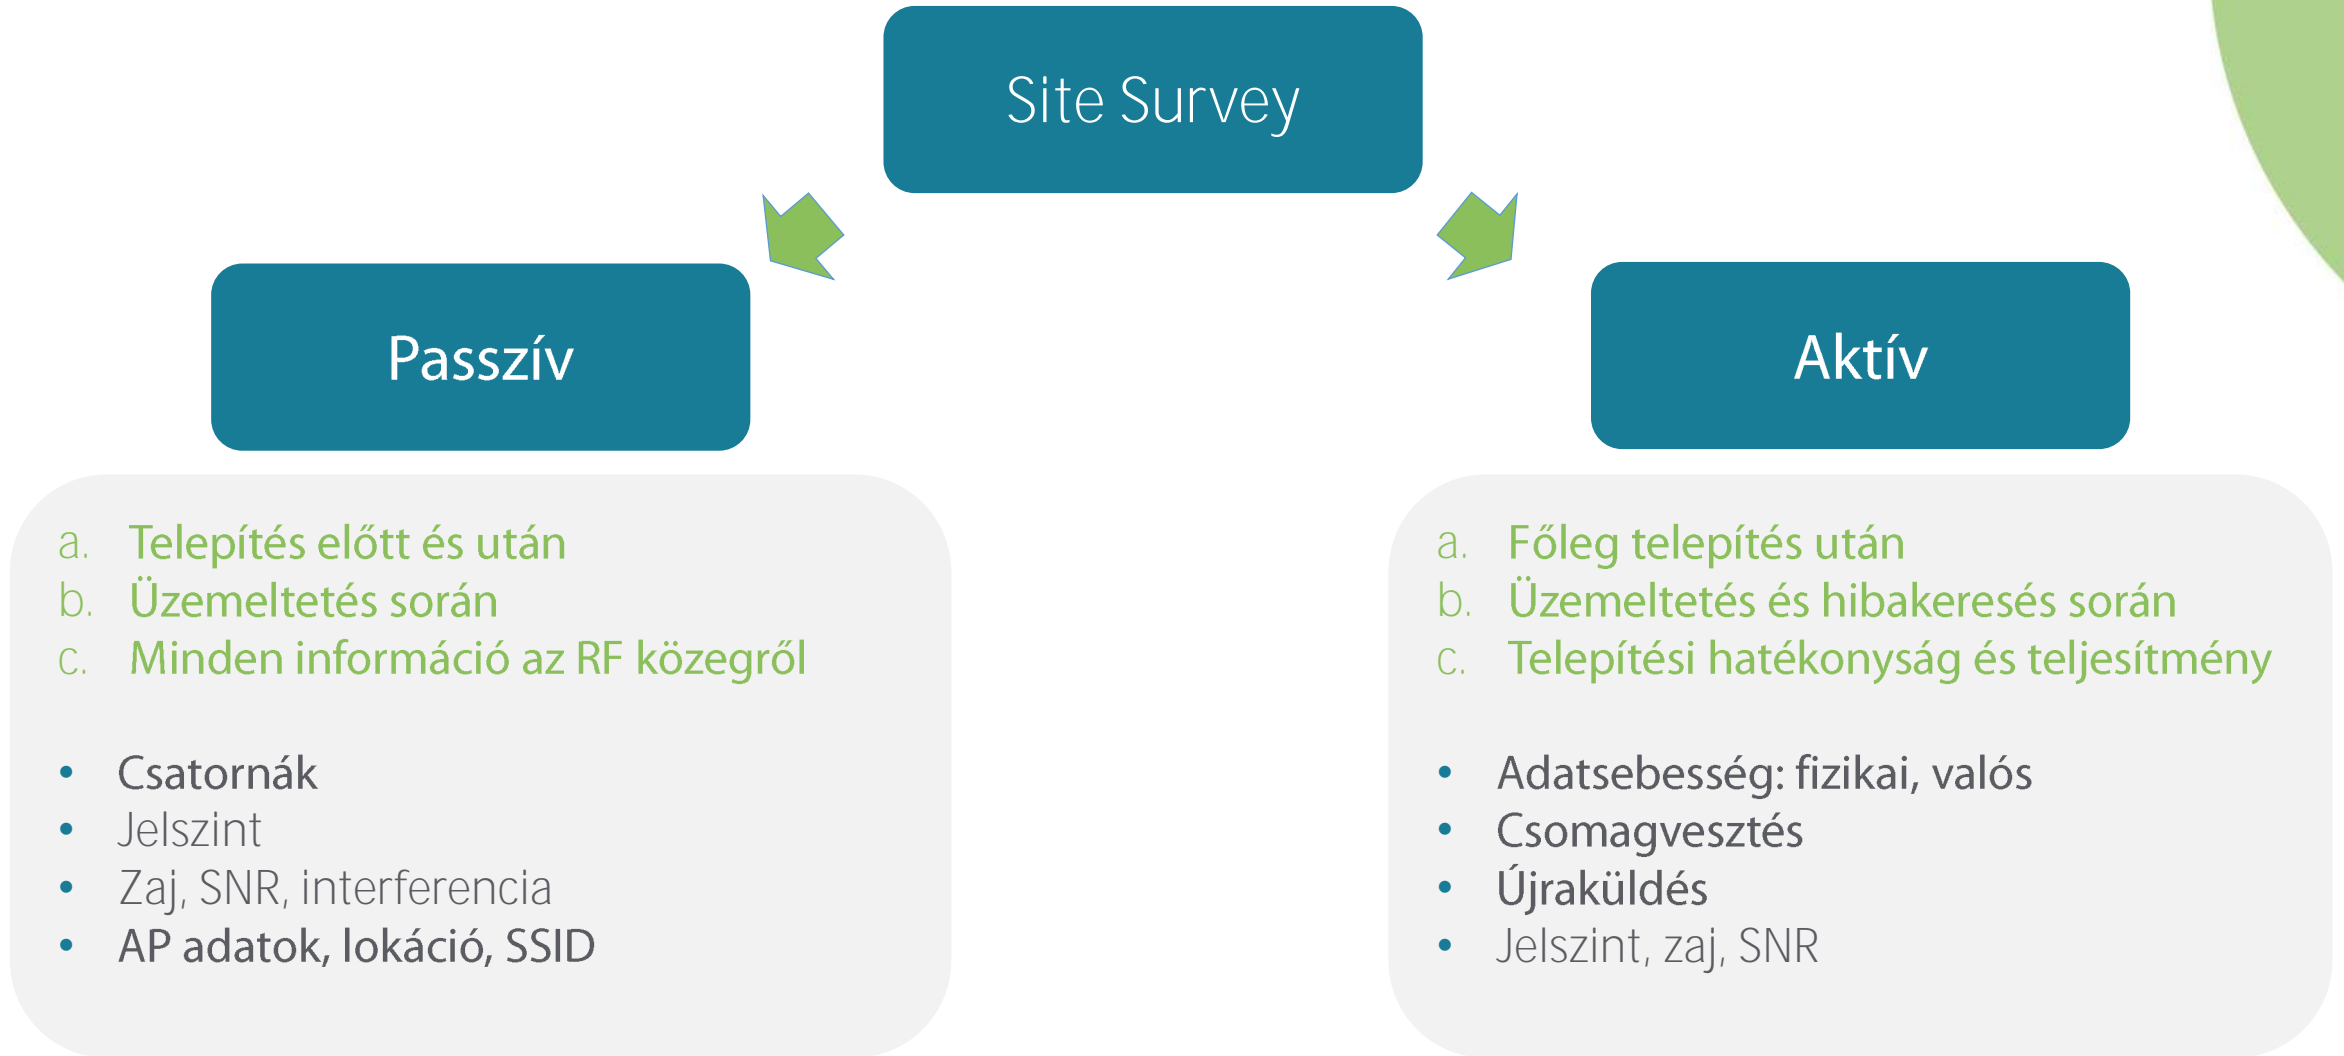 Site Survey
Passzív
a. Telepítés előtt és után
b. Üzemeltetés során
c. Minden információ az RF közegről
• Csatornák
• Jelszint
• Zaj, SNR, interferencia
• AP adatok, lokáció, SSID
Aktív
a. Főleg telepítés után
b. Üzemeltetés és hibakeresés során
c. Telepítési hatékonyság és teljesítmény
• Adatsebesség: fizikai, valós
• Csomagvesztés
• Újraküldés
• Jelszint, zaj, SNR